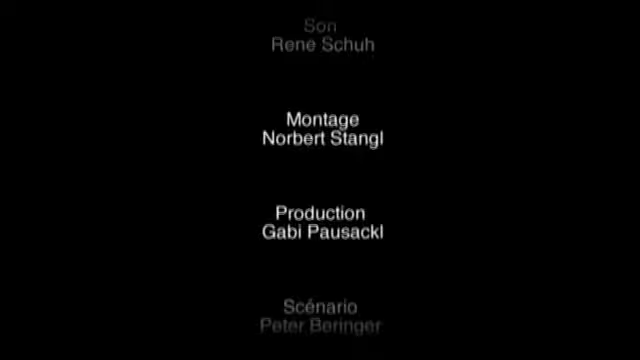 Son
Rene Schuh
Montage
Norbert Stangl
Production
Gabi Pausackl
Scénario
Peter Beringer